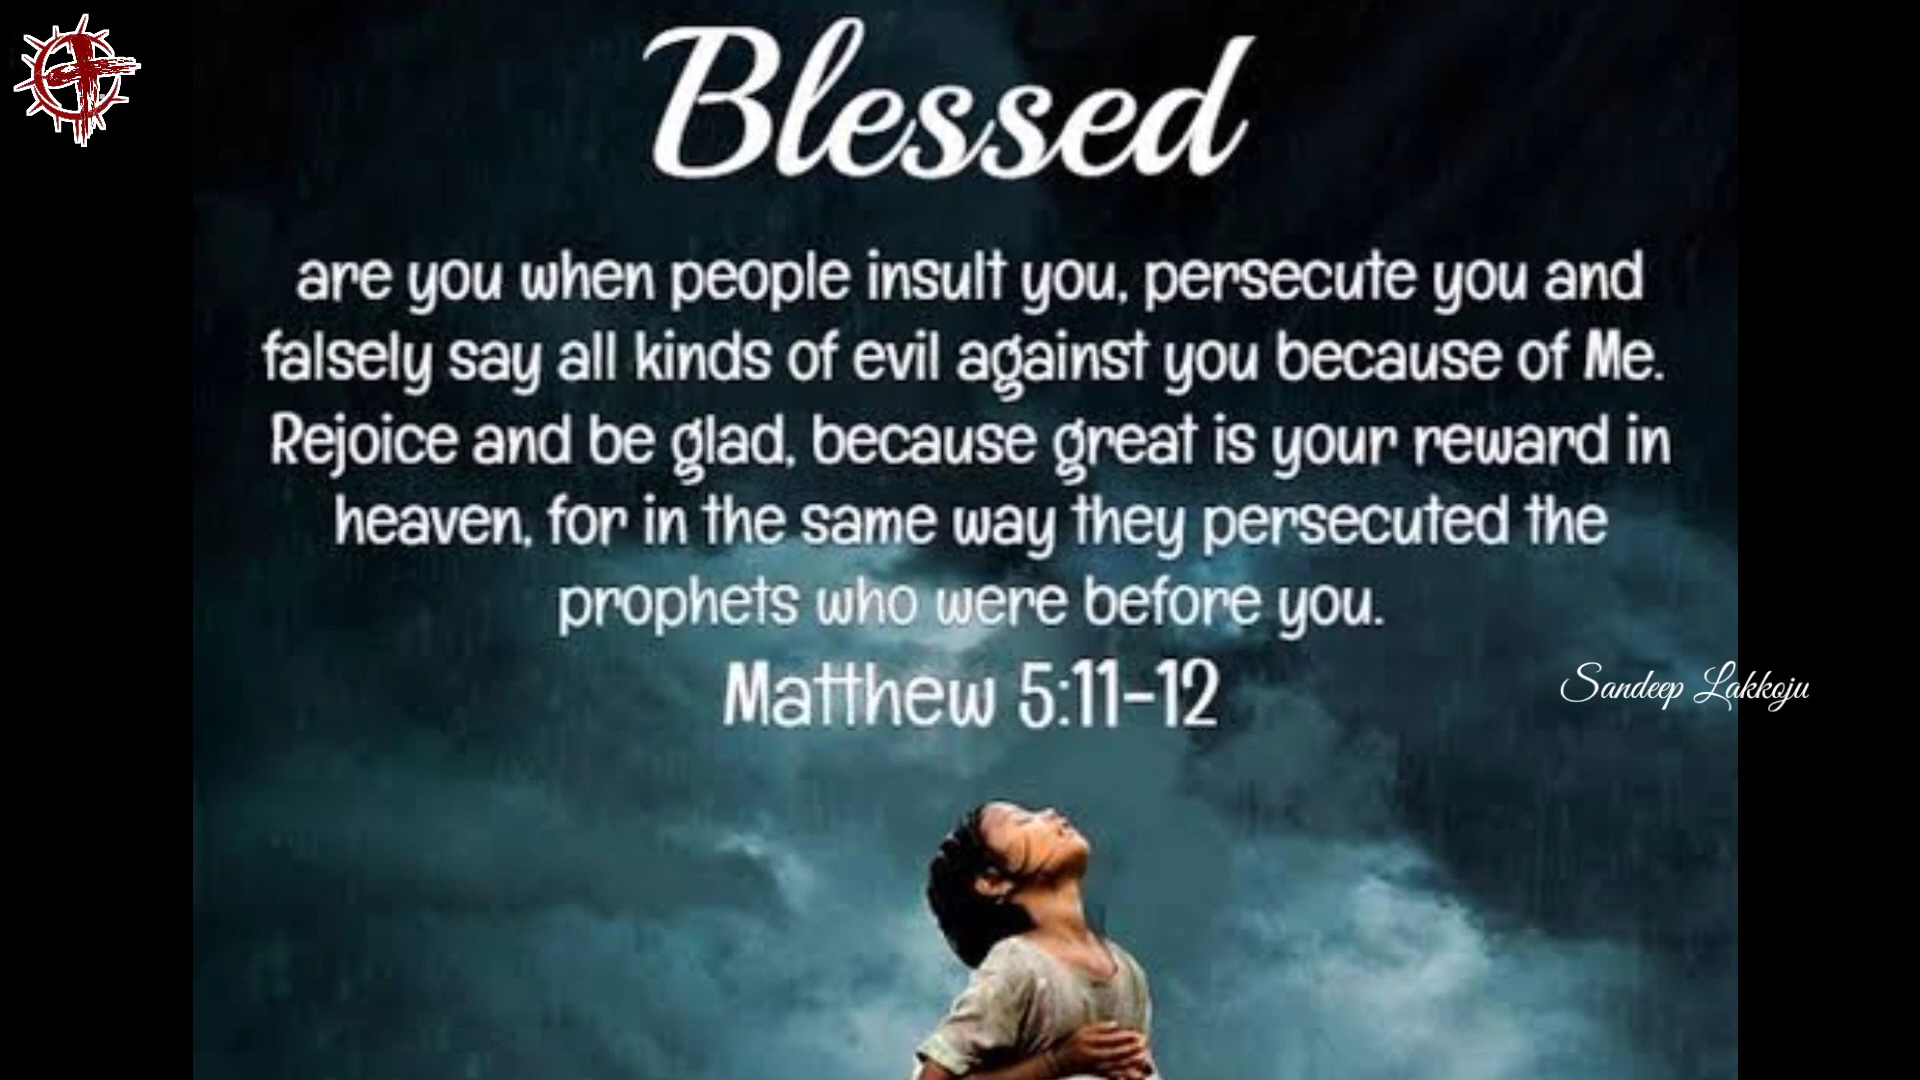 Blessed
are you when people insult you, persecute you and
falsely say all kinds of evil against you because of Me.
Rejoice and be glad, because great is your reward in
heaven, for in the same way they persecuted the
prophets who were before you.
Matthew 5:11-12
Sandeep Lakkoju